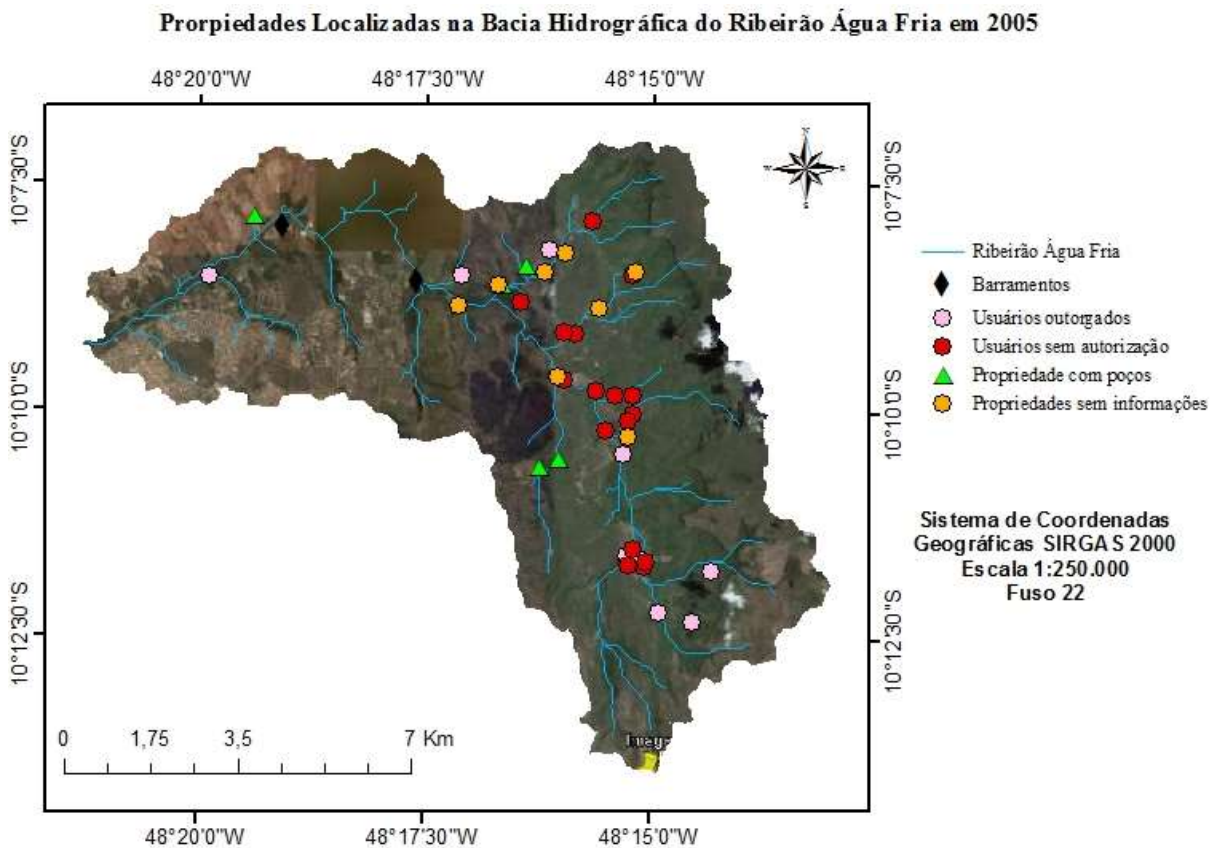 Prorpiedades Localizadas na Bacia Hidrográfica do Ribeirão Água Fria em 2005
48°20'0"W
48°17'30"W
48°15'0"W
10°7'30"S
10°7'30"S
N
W
E
S
Ribeirão Água Fria
Barramentos
Usuários outorgados
Usuários sem autorização
Propriedade com poços
Propriedades sem informações
10°10'0"S
10°10'0"S
Sistema de Coordenadas
Geográficas SIRGAS 2000
Escala 1:250.000
Fuso 22
10°12'30"S
10°12'30"S
0 1,75 3,5 7 Km
48°20'0"W
48°17'30"W
48°15'0"W